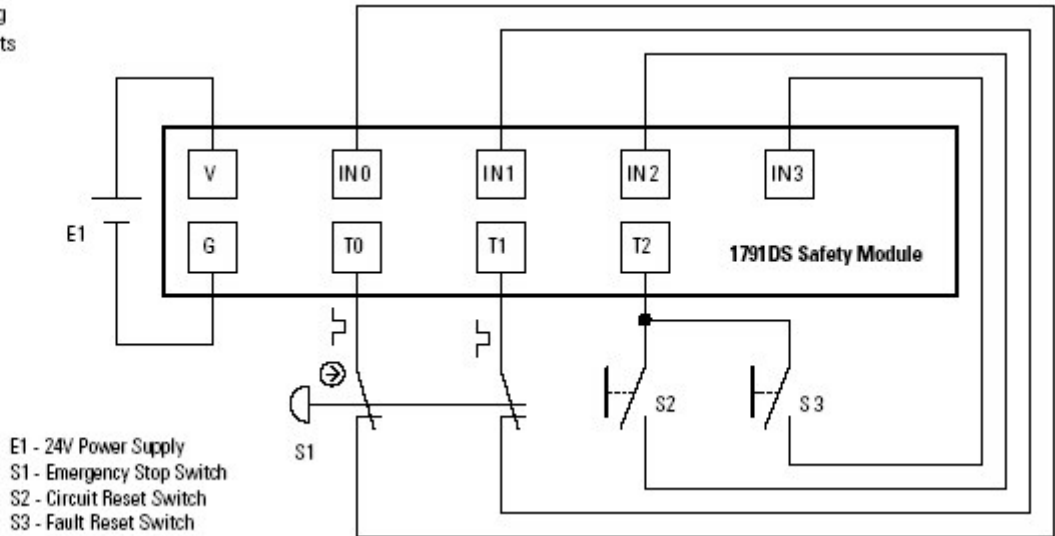 V
IN0
IN1
IN2
IN3
E1
G
T0
T1
T2
1791DS Safety Module
S1
S2
S3
E1 - 24V Power Supply
S1 - Emergency Stop Switch
S2 - Circuit Reset Switch
S3 - Fault Reset Switch